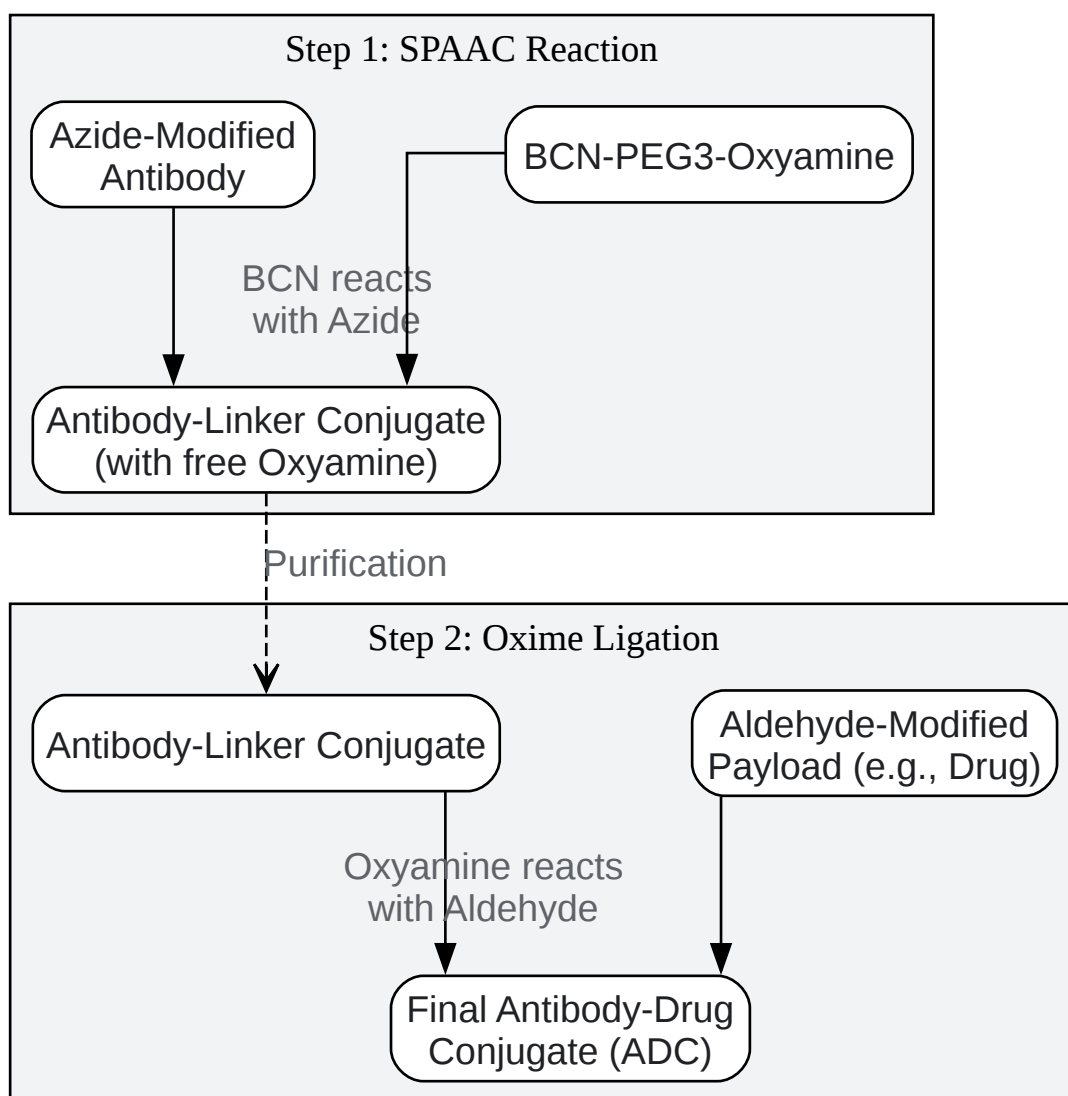 Step 1: SPAAC Reaction
Azide-Modified
Antibody
BCN-PEG3-Oxyamine
BCN reacts
with Azide
Antibody-Linker Conjugate
(with free Oxyamine)
Purification
Step 2: Oxime Ligation
Antibody-Linker Conjugate
Aldehyde-Modified
Payload (e.g., Drug)
Oxyamine reacts
with Aldehyde
Final Antibody-Drug
Conjugate (ADC)